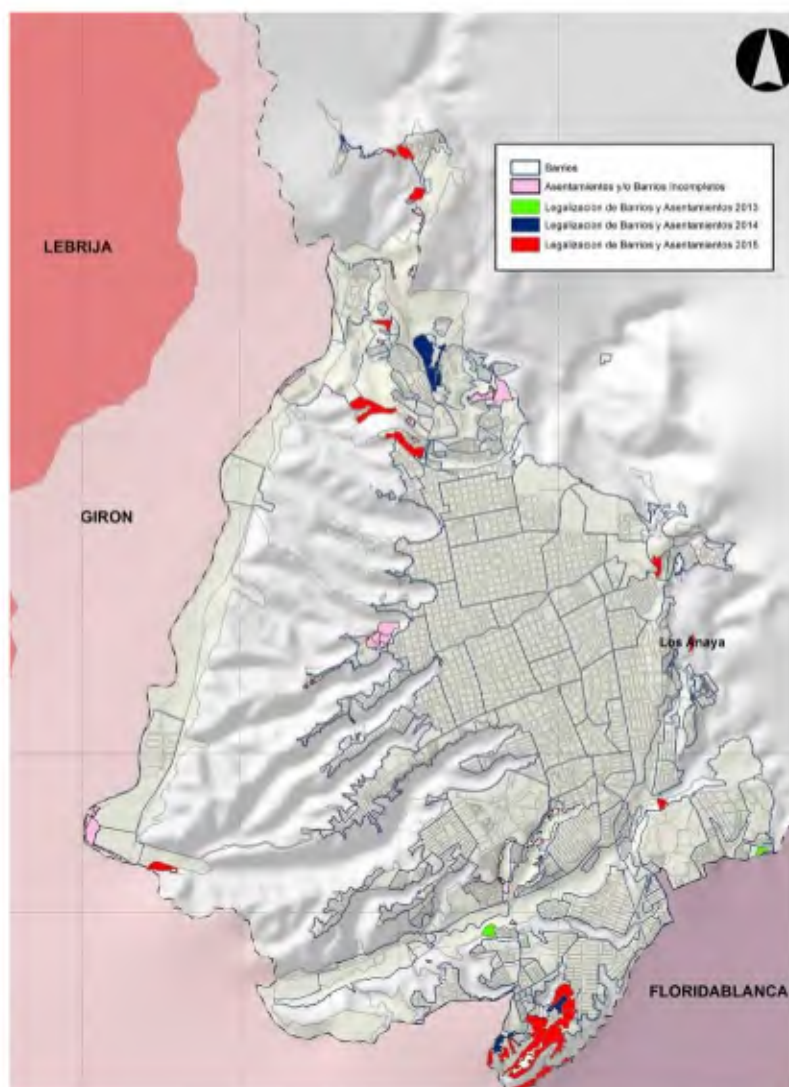 Barrios
Asentamientos y/o Barrios Incompletos
Legalizacion de Barrios y Asentamientos 2013
Legalizacion de Barrios y Asentamientos 2014
Legalizacion de Barrios y Asentamientos 2015
LEBRIJA
GIRON
Los Anaya
FLORIDABLANCA